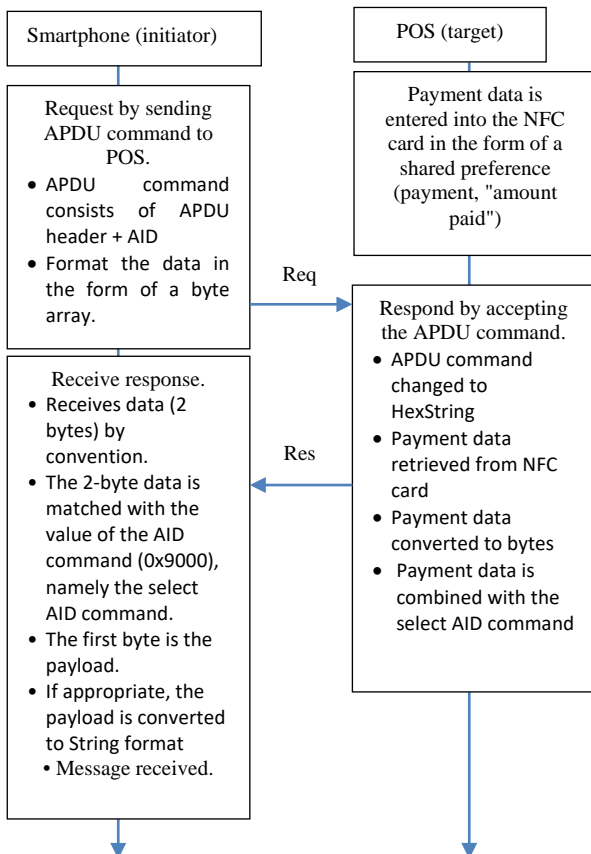 Smartphone (initiator)
Request by sending
APDU command to
POS.
• APDU command
consists of APDU
header + AID
• Format the data in
the form of a byte
array.
Req
Receive response.
• Receives data (2
bytes) by
convention.
• The 2-byte data is
matched with the
value of the AID
command (0x9000),
namely the select
AID command.
• The first byte is the
payload.
• If appropriate, the
payload is converted
to String format
• Message received.
Res
POS (target)
Payment data is
entered into the NFC
card in the form of a
shared preference
(payment, "amount
paid")
Respond by accepting
the APDU command.
• APDU command
changed to
HexString
• Payment data
retrieved from NFC
card
• Payment data
converted to bytes
• Payment data is
combined with the
select AID command